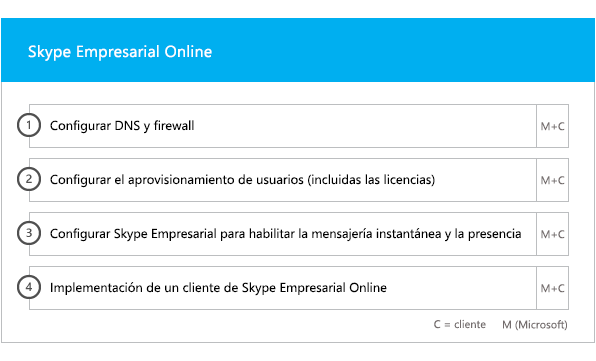 Skype Empresarial Online
1 Configurar DNS y firewall M+C
2 Configurar el aprovisionamiento de usuarios (incluidas las licencias) M+C
3 Configurar Skype Empresarial para habilitar la mensajería instantánea y la presencia M+C
4 Implementación de un cliente de Skype Empresarial Online M+C
C = cliente M (Microsoft)